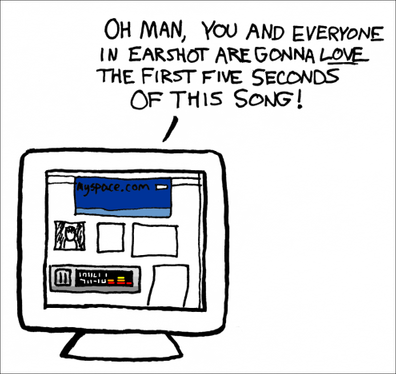 OH MAN, YOU AND EVERYONE
IN EARSHOT ARE GONNA LOVE
THE FIRST FIVE SECONDS
OF THIS SONG!
myspace.com